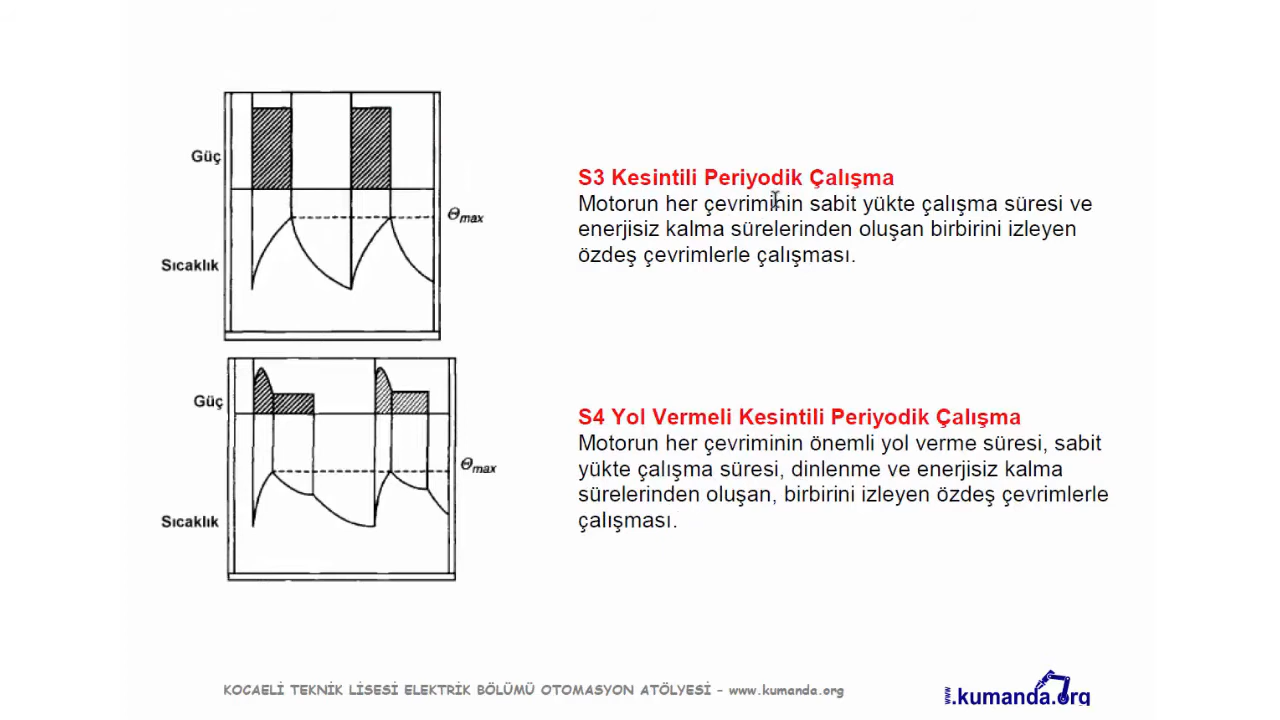 Güç
Θmax
Sıcaklık
S3 Kesintili Periyodik Çalışma
Motorun her çevriminin sabit yükte çalışma süresi ve
enerjisiz kalma sürelerinden oluşan birbirini izleyen
özdeş çevrimlerle çalışması.
Güç
Θmax
Sıcaklık
S4 Yol Vermeli Kesintili Periyodik Çalışma
Motorun her çevriminin önemli yol verme süresi, sabit
yükte çalışma süresi, dinlenme ve enerjisiz kalma
sürelerinden oluşan, birbirini izleyen özdeş çevrimlerle
çalışması.
KOCAELİ TEKNİK LİSESİ ELEKTRİK BÖLÜMÜ OTOMASYON ATÖLYESİ - www.kumanda.org
www.kumanda.org